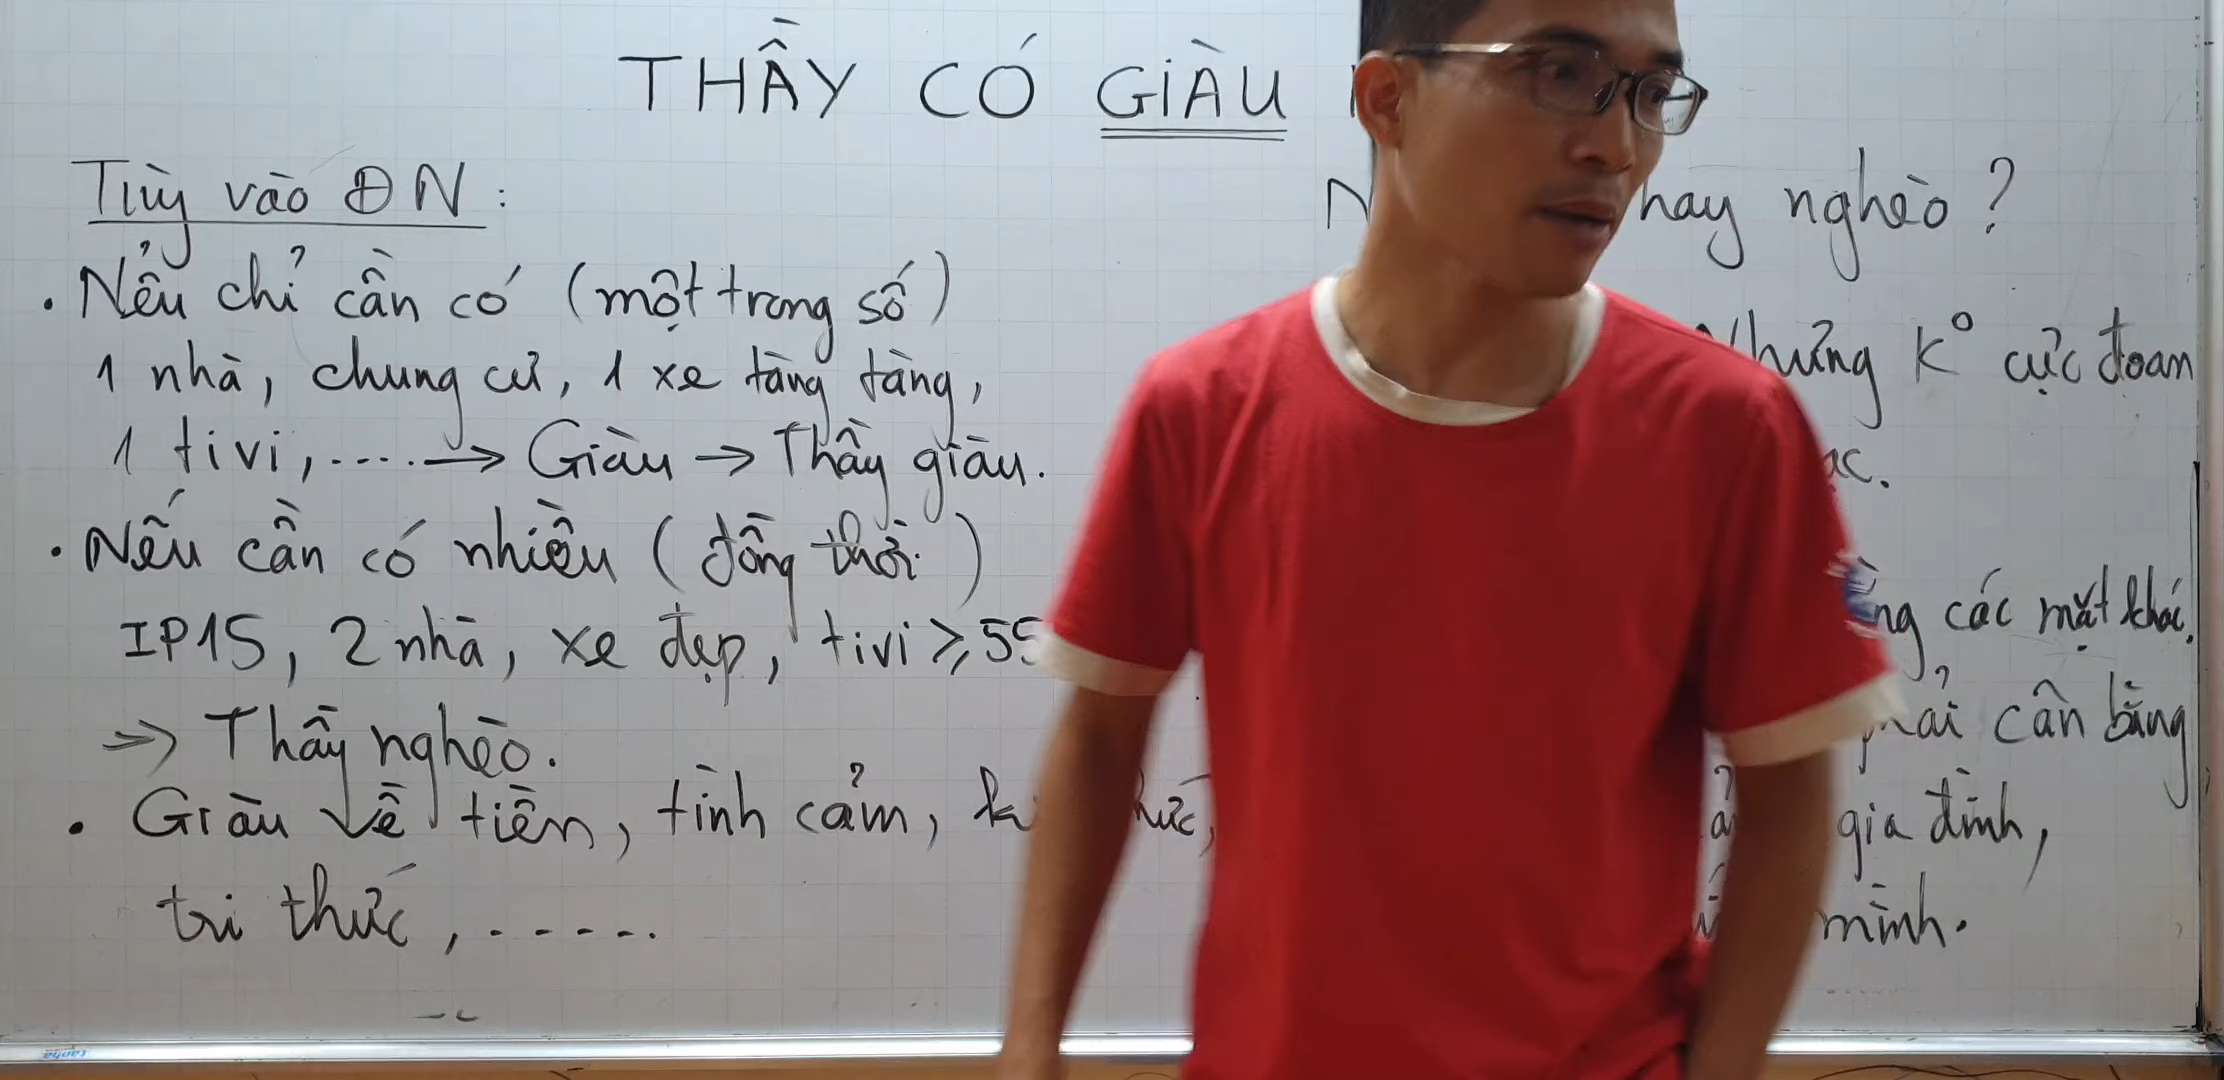 THẦY CÓ GIÀU
Tùy vào ĐN :
hay nghèo ?
. Nếu chỉ cần có (một trong số)
1 nhà, chung cư, 1 xe tàng tàng,
1 tivi, ..... → Giàu → Thầy giàu.
. Nếu cần có nhiều (đồng thời)
IP15, 2 nhà, xe đẹp, tivi ≥ 55
⇒ Thầy nghèo.
. Giàu về tiền, tình cảm,
tri thức, ......
Nhưng K° cực đoan
các mặt khác.
phải cân bằng
gia đình,
mình.